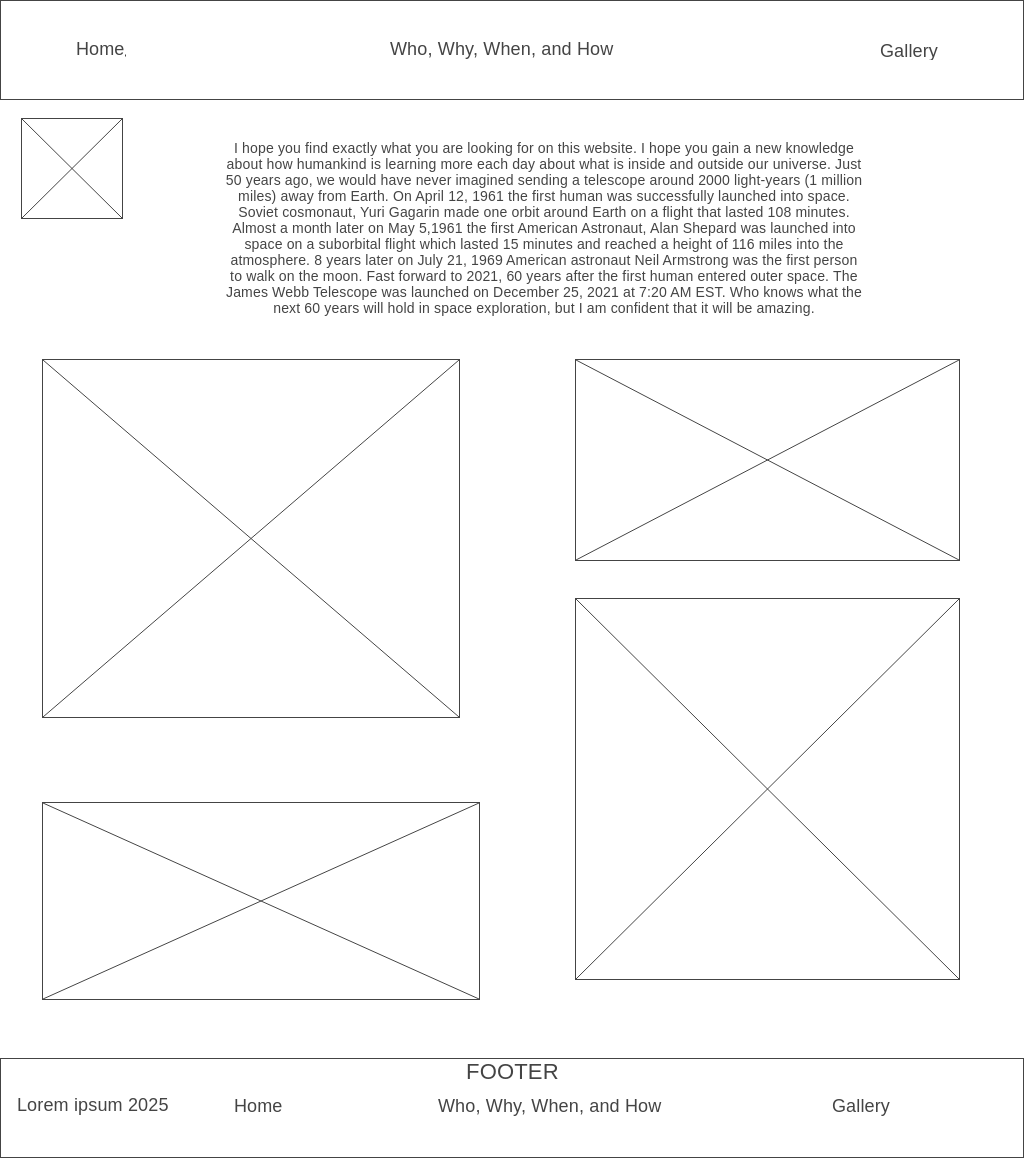 Home,
Who, Why, When, and How
Gallery
I hope you find exactly what you are looking for on this website. I hope you gain a new knowledge
about how humankind is learning more each day about what is inside and outside our universe. Just
50 years ago, we would have never imagined sending a telescope around 2000 light-years (1 million
miles) away from Earth. On April 12, 1961 the first human was successfully launched into space.
Soviet cosmonaut, Yuri Gagarin made one orbit around Earth on a flight that lasted 108 minutes.
Almost a month later on May 5,1961 the first American Astronaut, Alan Shepard was launched into
space on a suborbital flight which lasted 15 minutes and reached a height of 116 miles into the
atmosphere. 8 years later on July 21, 1969 American astronaut Neil Armstrong was the first person
to walk on the moon. Fast forward to 2021, 60 years after the first human entered outer space. The
James Webb Telescope was launched on December 25, 2021 at 7:20 AM EST. Who knows what the
next 60 years will hold in space exploration, but I am confident that it will be amazing.
FOOTER
Lorem ipsum 2025
Home
Who, Why, When, and How
Gallery